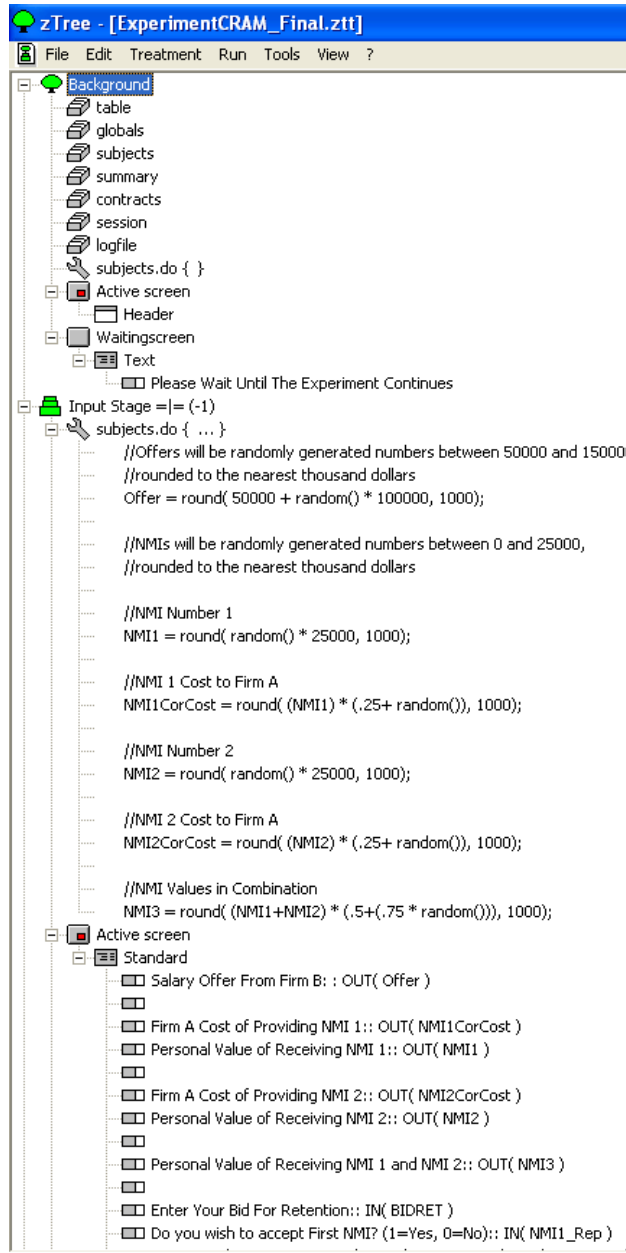 zTree - [ExperimentCRAM_Final.ztt]
File Edit Treatment Run Tools View ?
Background
table
globals
subjects
summary
contracts
session
logfile
subjects.do { }
Active screen
Header
Waitingscreen
Text
Please Wait Until The Experiment Continues
Input Stage =|= (-1)
subjects.do { ... }
//Offers will be randomly generated numbers between 50000 and 15000
//rounded to the nearest thousand dollars
Offer = round( 50000 + random() * 100000, 1000);
//NMIs will be randomly generated numbers between 0 and 25000,
//rounded to the nearest thousand dollars
//NMI Number 1
NMI1 = round( random() * 25000, 1000);
//NMI 1 Cost to Firm A
NMI1CorCost = round( (NMI1) * (.25+ random()), 1000);
//NMI Number 2
NMI2 = round( random() * 25000, 1000);
//NMI 2 Cost to Firm A
NMI2CorCost = round( (NMI2) * (.25+ random()), 1000);
//NMI Values in Combination
NMI3 = round( (NMI1+NMI2) * (.5+(.75 * random())), 1000);
Active screen
Standard
Salary Offer From Firm B: : OUT( Offer )
Firm A Cost of Providing NMI 1:: OUT( NMI1CorCost )
Personal Value of Receiving NMI 1:: OUT( NMI1 )
Firm A Cost of Providing NMI 2:: OUT( NMI2CorCost )
Personal Value of Receiving NMI 2:: OUT( NMI2 )
Personal Value of Receiving NMI 1 and NMI 2:: OUT( NMI3 )
Enter Your Bid For Retention:: IN( BIDRET )
Do you wish to accept First NMI? (1=Yes, 0=No):: IN( NMI1_Rep )